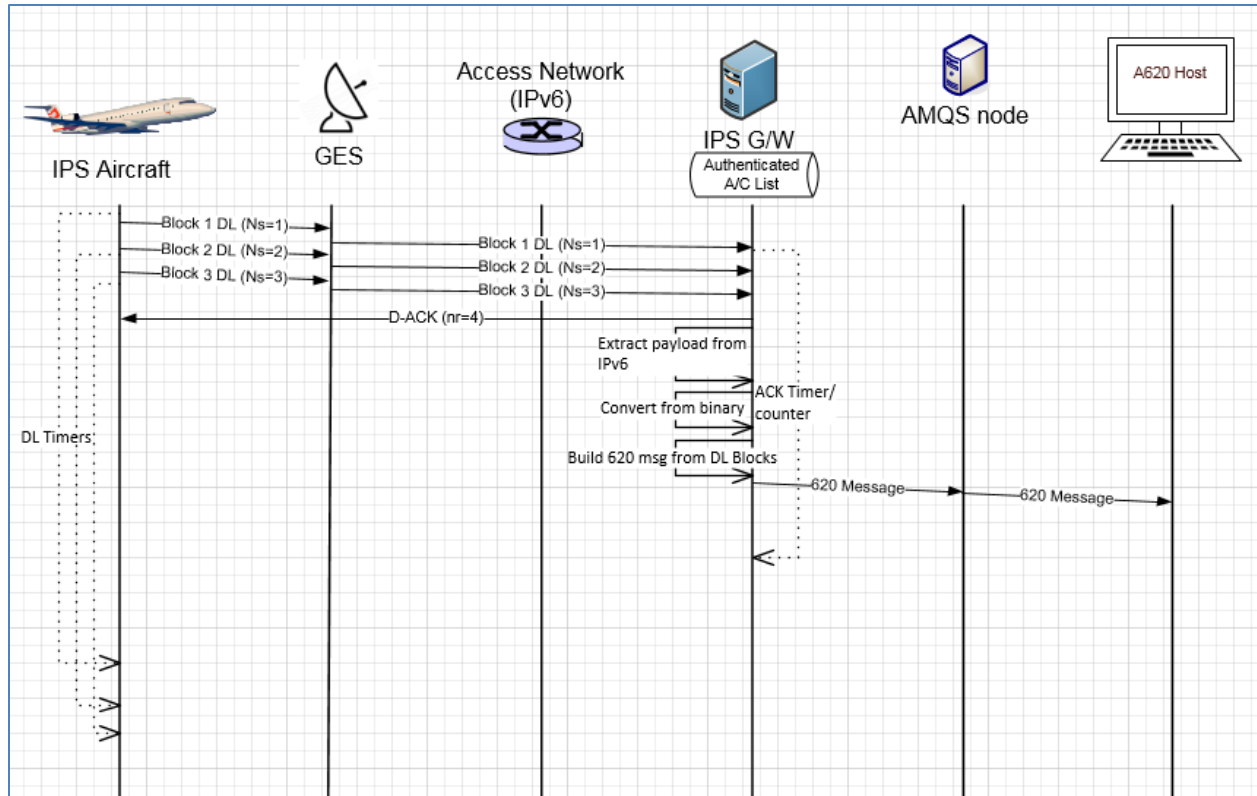 IPS Aircraft
GES
Access Network
(IPv6)
IPS G/W
Authenticated
A/C List
AMQS node
A620 Host
Block 1 DL (Ns=1)
Block 2 DL (Ns=2)
Block 3 DL (Ns=3)
Block 1 DL (Ns=1)
Block 2 DL (Ns=2)
Block 3 DL (Ns=3)
D-ACK (nr=4)
Extract payload from
IPv6
Convert from binary
ACK Timer/
counter
Build 620 msg from DL Blocks
DL Timers
620 Message
620 Message